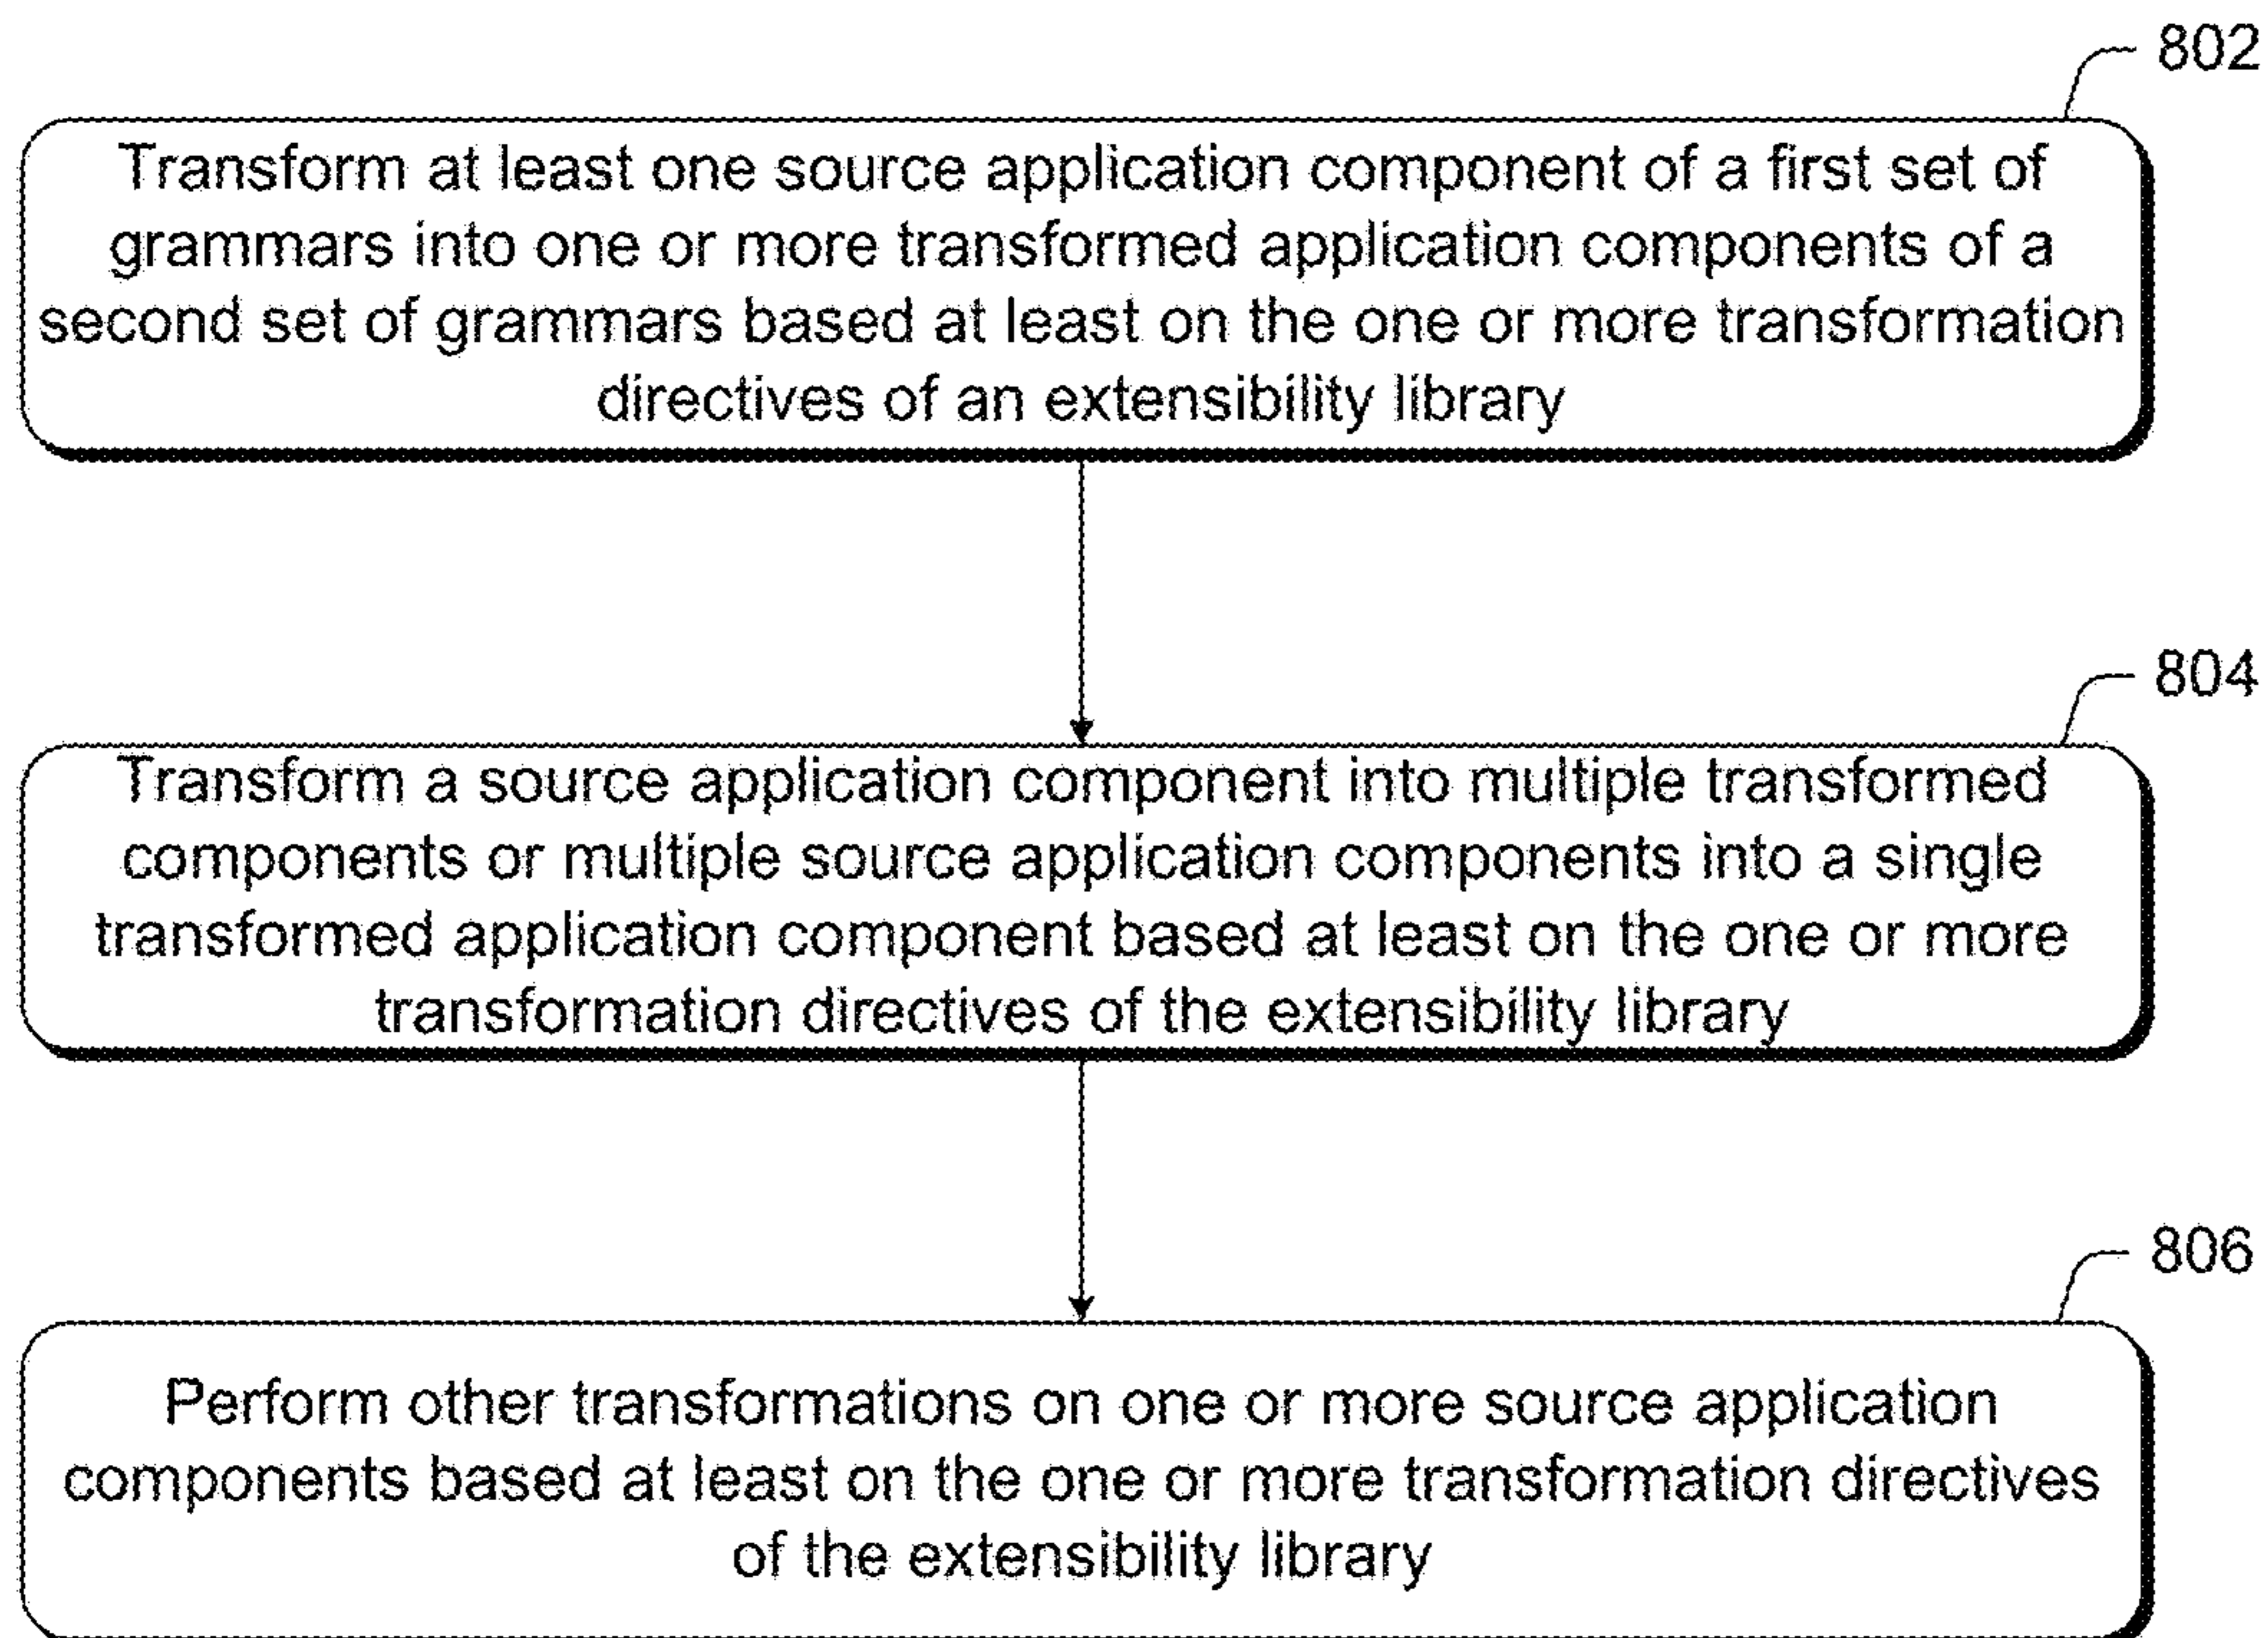 802
Transform at least one source application component of a first set of
grammars into one or more transformed application components of a
second set of grammars based at least on the one or more transformation
directives of an extensibility library
804
Transform a source application component into multiple transformed
components or multiple source application components into a single
transformed application component based at least on the one or more
transformation directives of the extensibility library
806
Perform other transformations on one or more source application
components based at least on the one or more transformation directives
of the extensibility library